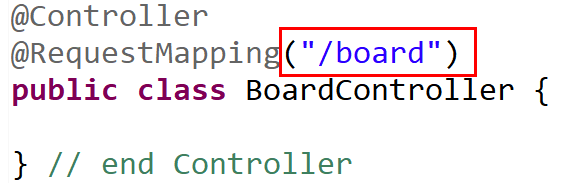 @Controller
@RequestMapping("/board")
public class BoardController {
} // end Controller